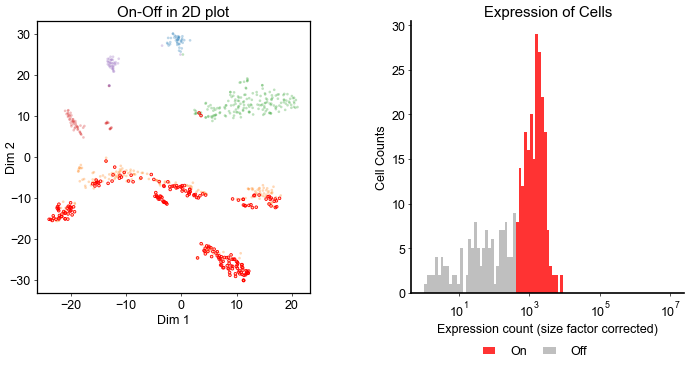 On-Off in 2D plot
30
20
10
0
−10
−20
−30
Dim 2
−20
−10
0
10
20
Dim 1
Expression of Cells
30
25
20
15
10
5
0
Cell Counts
10^1
10^3
10^5
10^7
Expression count (size factor corrected)
On
Off